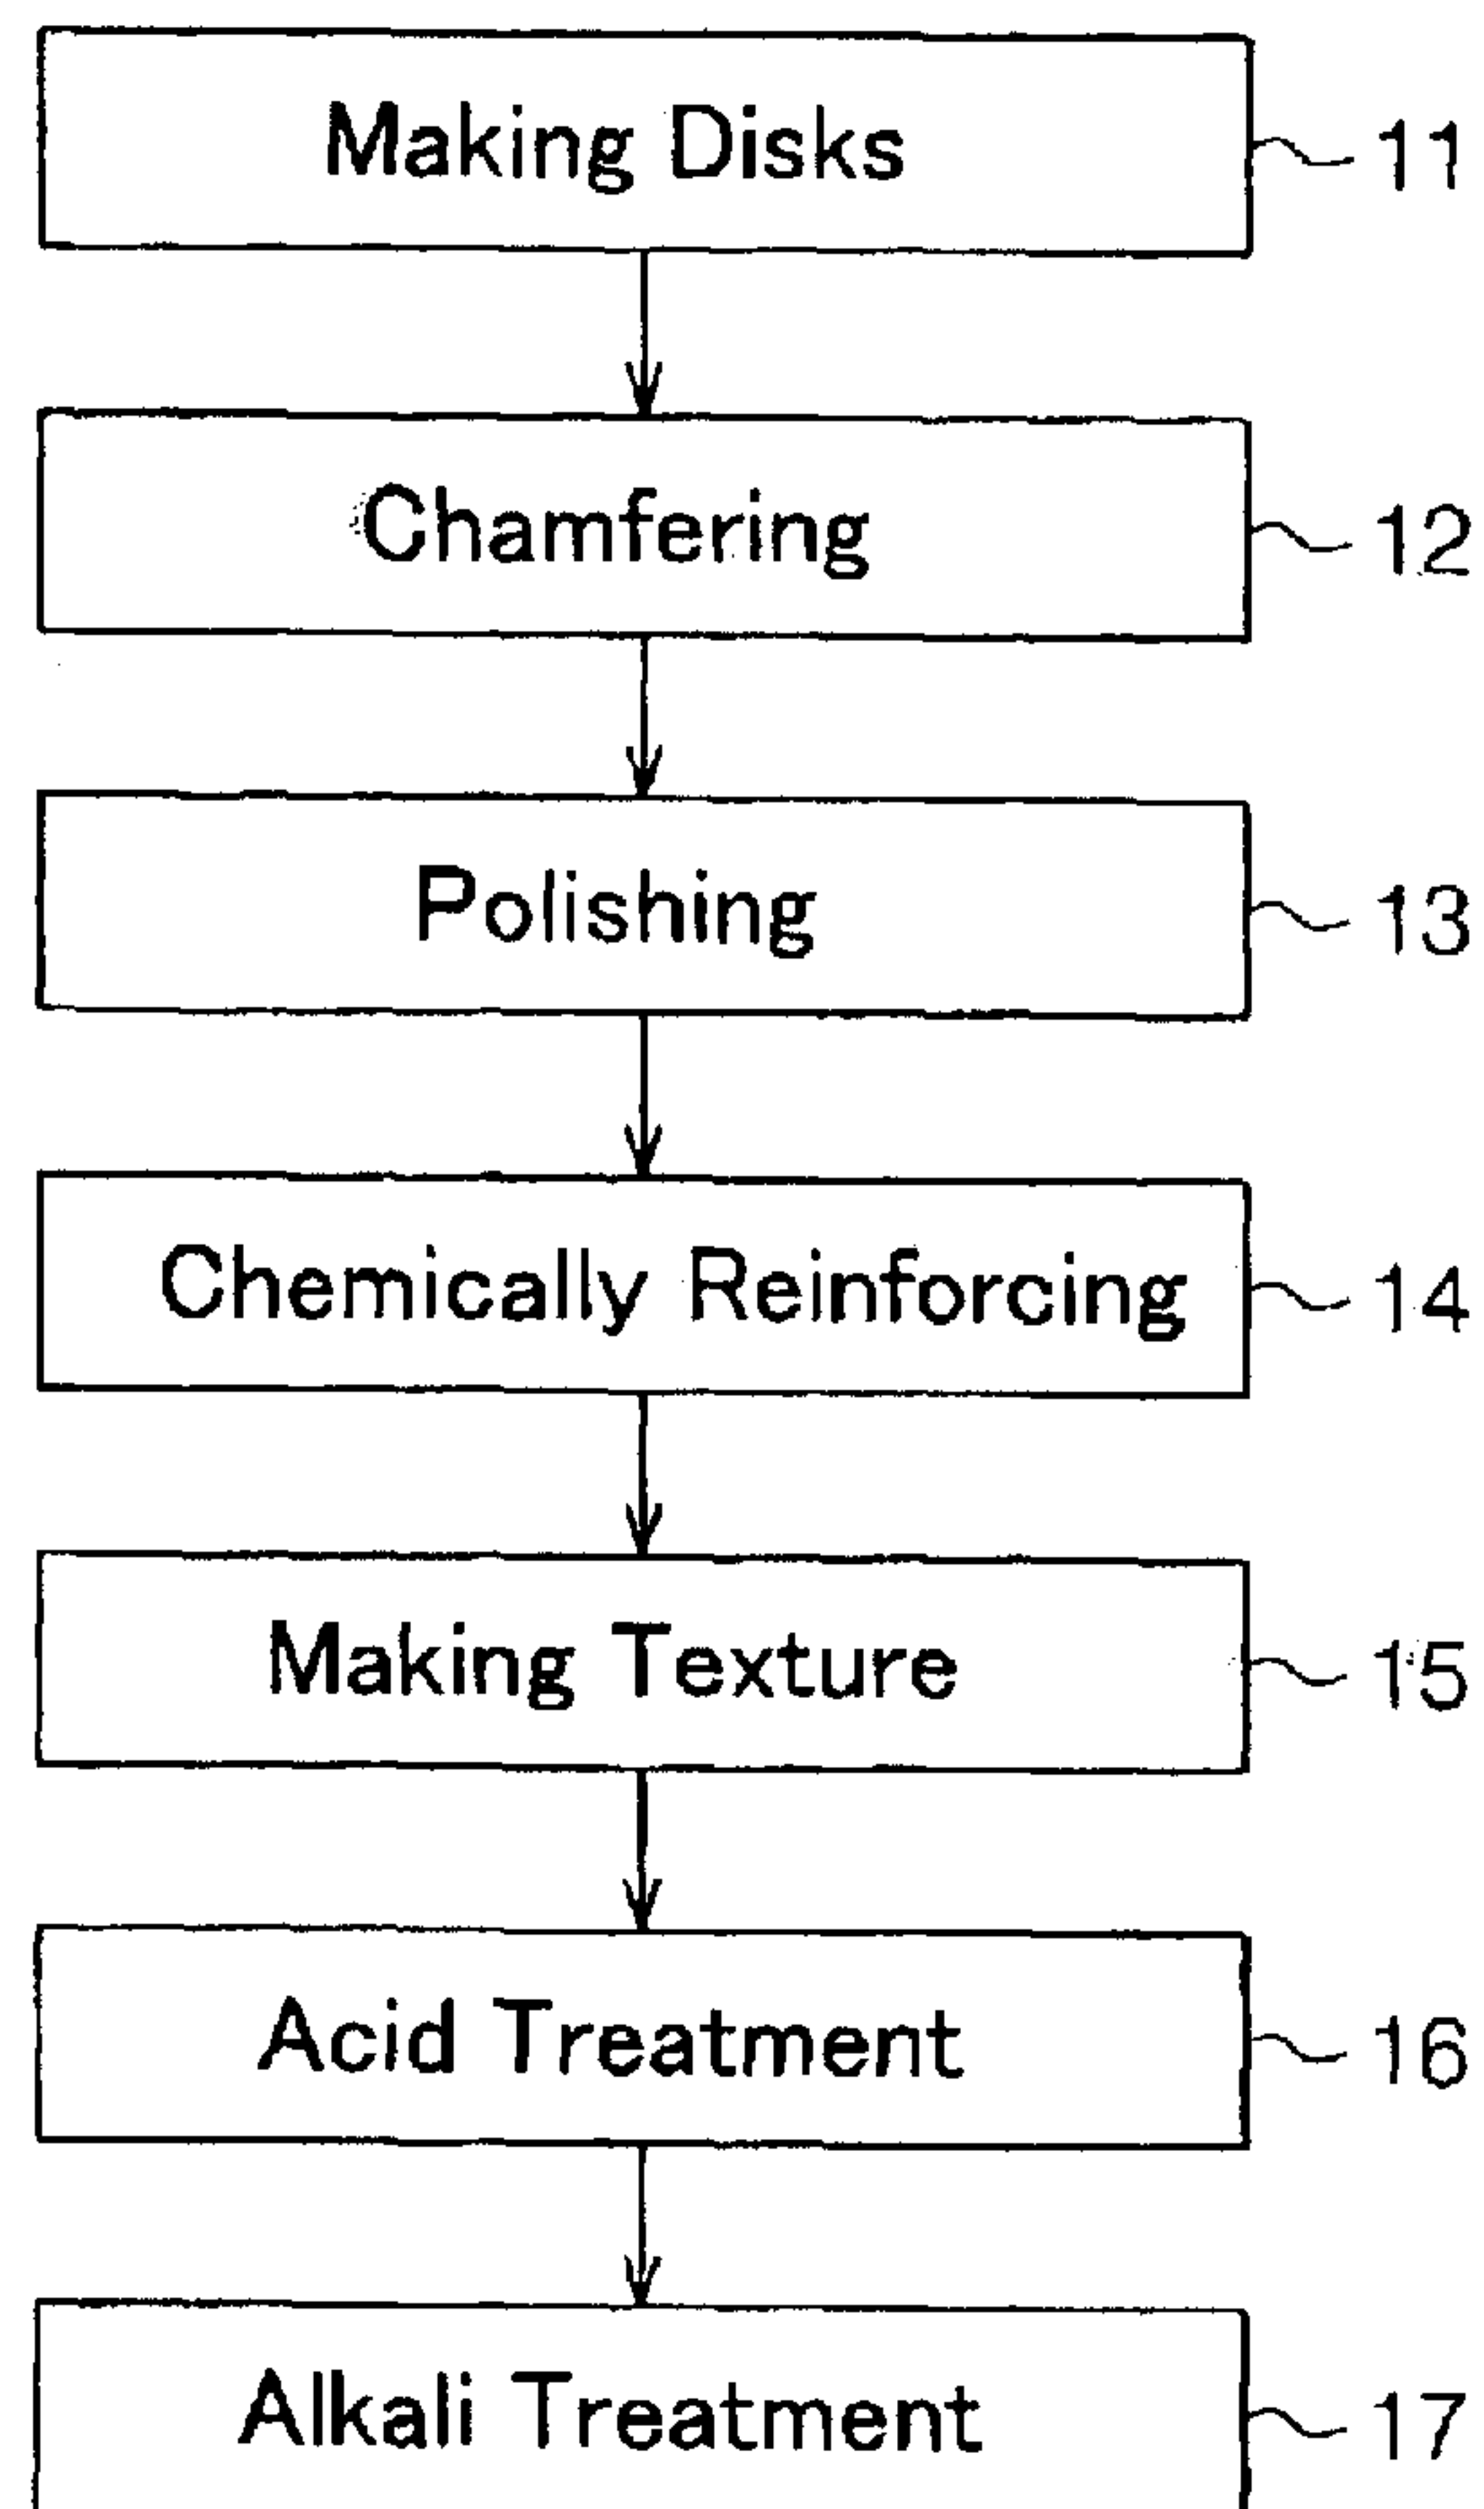 Making Disks 11
Chamfering 12
Polishing 13
Chemically Reinforcing 14
Making Texture 15
Acid Treatment 16
Alkali Treatment 17